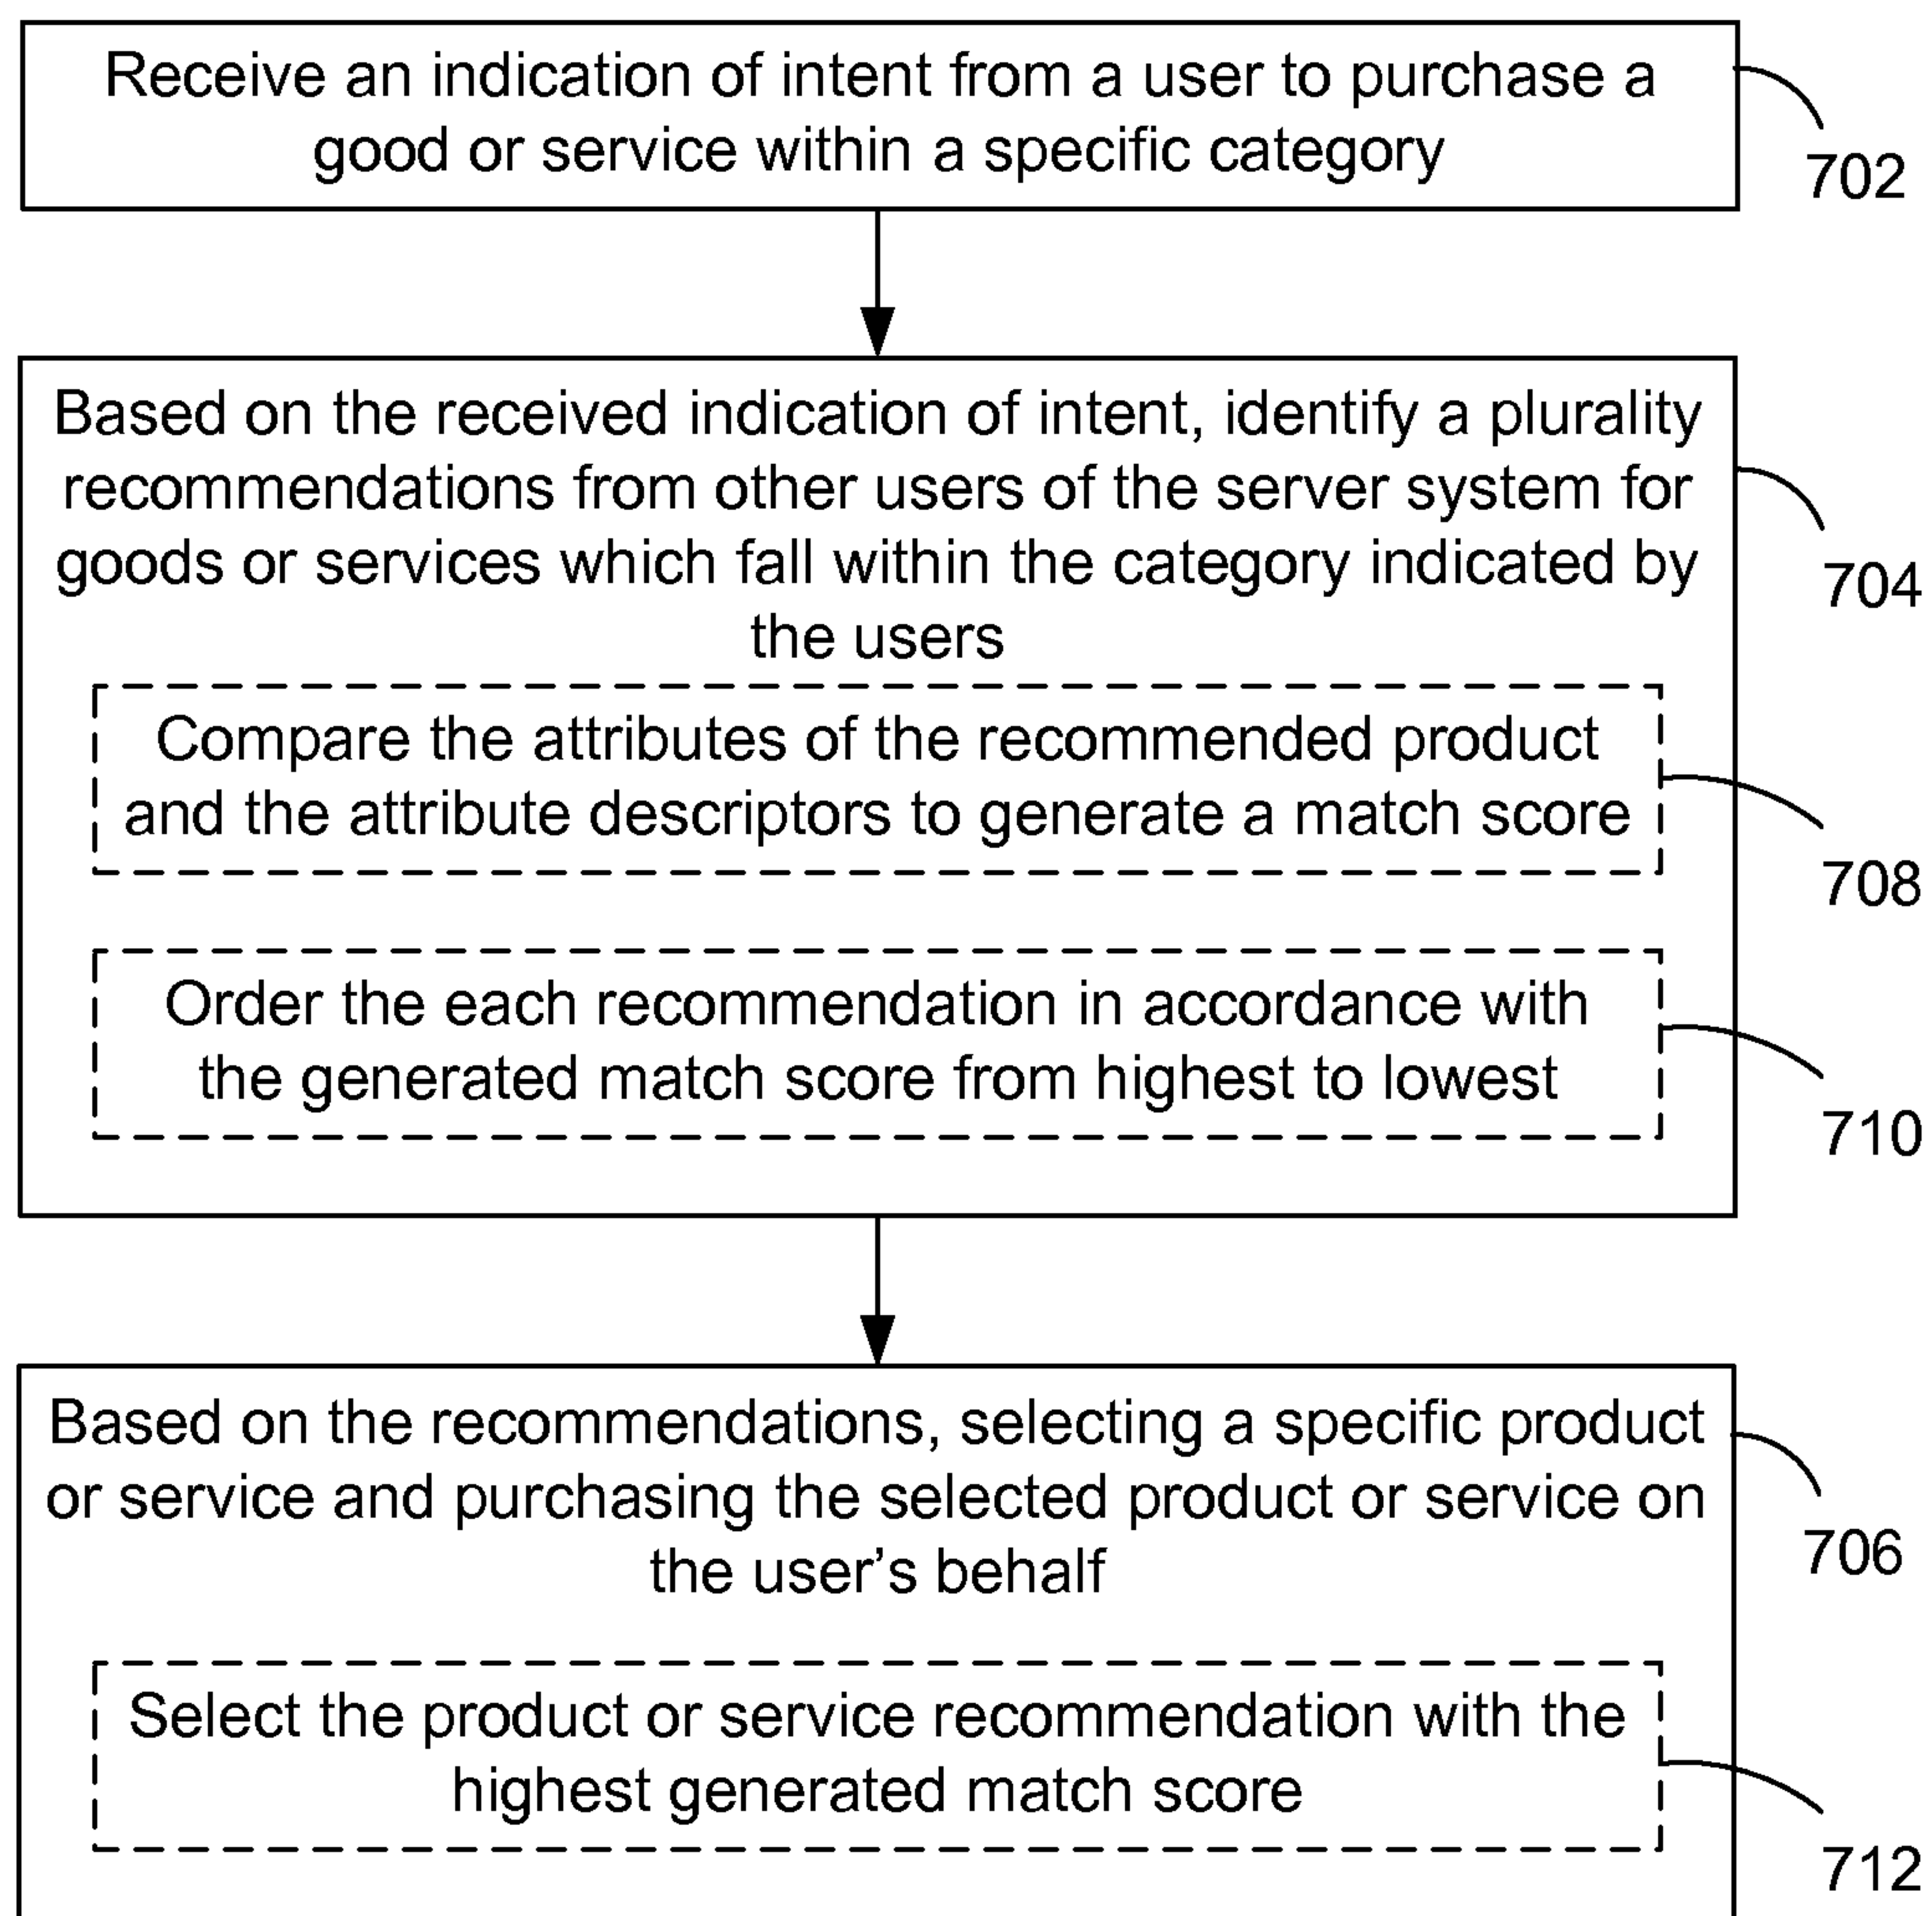 Receive an indication of intent from a user to purchase a
good or service within a specific category
702
Based on the received indication of intent, identify a plurality
recommendations from other users of the server system for
goods or services which fall within the category indicated by
the users
704
Compare the attributes of the recommended product
and the attribute descriptors to generate a match score
708
Order the each recommendation in accordance with
the generated match score from highest to lowest
710
Based on the recommendations, selecting a specific product
or service and purchasing the selected product or service on
the user’s behalf
706
Select the product or service recommendation with the
highest generated match score
712